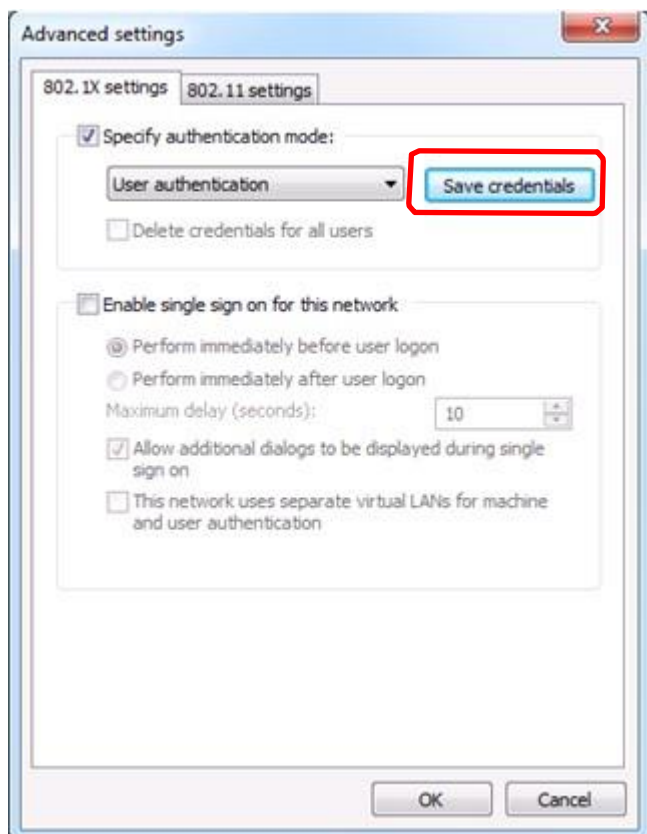 Advanced settings
802.1X settings
802.11 settings
Specify authentication mode:
User authentication
Save credentials
Delete credentials for all users
Enable single sign on for this network
Perform immediately before user logon
Perform immediately after user logon
Maximum delay (seconds):
10
Allow additional dialogs to be displayed during single
sign on
This network uses separate virtual LANs for machine
and user authentication
OK
Cancel